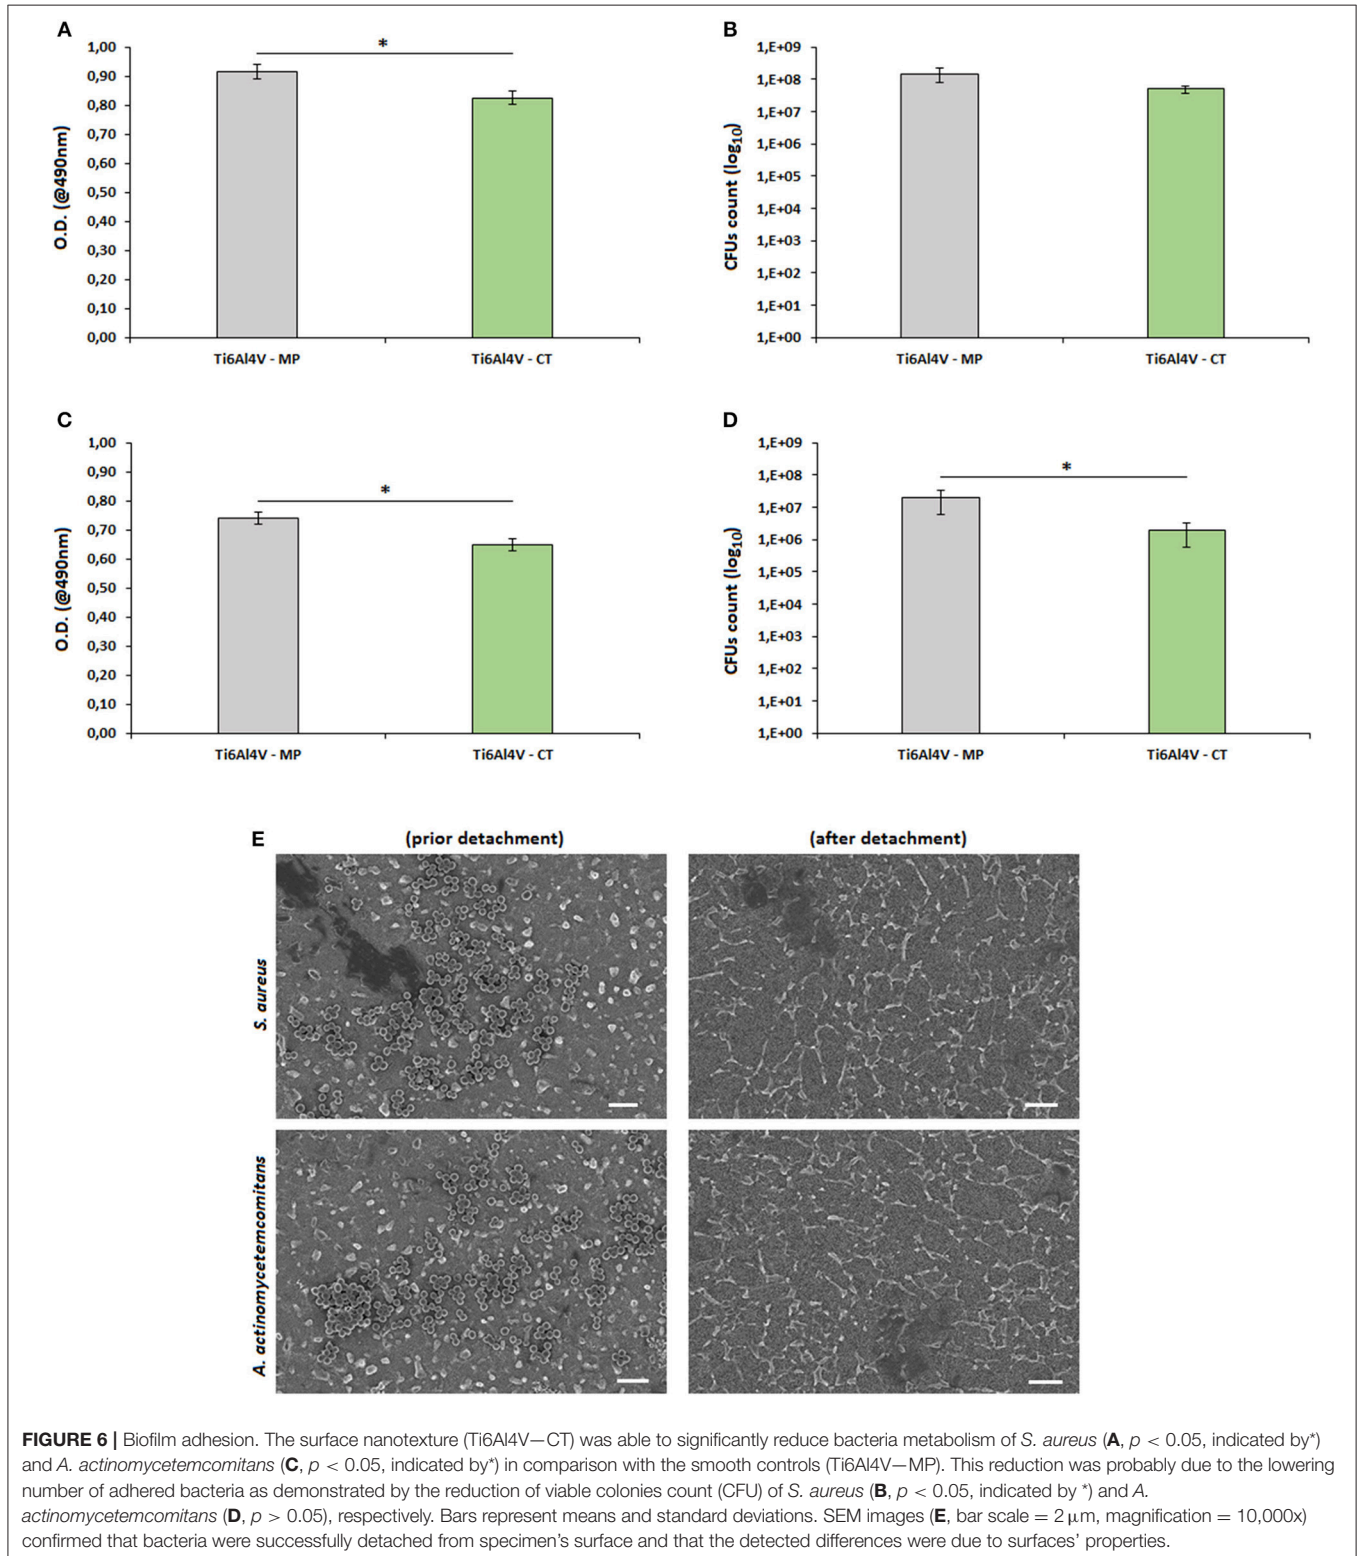 A
B
*
1,00
0,90
0,80
0,70
0,60
0,50
0,40
0,30
0,20
0,10
0,00
O.D. (@490nm)
Ti6Al4V - MP
Ti6Al4V - CT
1,E+09
1,E+08
1,E+07
1,E+06
1,E+05
1,E+04
1,E+03
1,E+02
1,E+01
1,E+00
CFUs count (log10)
Ti6Al4V - MP
Ti6Al4V - CT
C
D
*
1,00
0,90
0,80
0,70
0,60
0,50
0,40
0,30
0,20
0,10
0,00
O.D. (@490nm)
Ti6Al4V - MP
Ti6Al4V - CT
*
1,E+09
1,E+08
1,E+07
1,E+06
1,E+05
1,E+04
1,E+03
1,E+02
1,E+01
1,E+00
CFUs count (log10)
Ti6Al4V - MP
Ti6Al4V - CT
E
(prior detachment)
(after detachment)
S. aureus
A. actinomycetemcomitans
FIGURE 6 | Biofilm adhesion. The surface nanotexture (Ti6Al4V—CT) was able to significantly reduce bacteria metabolism of S. aureus (A, p < 0.05, indicated by*)
and A. actinomycetemcomitans (C, p < 0.05, indicated by*) in comparison with the smooth controls (Ti6Al4V—MP). This reduction was probably due to the lowering
number of adhered bacteria as demonstrated by the reduction of viable colonies count (CFU) of S. aureus (B, p < 0.05, indicated by *) and A.
actinomycetemcomitans (D, p > 0.05), respectively. Bars represent means and standard deviations. SEM images (E, bar scale = 2 μm, magnification = 10,000x)
confirmed that bacteria were successfully detached from specimen's surface and that the detected differences were due to surfaces' properties.